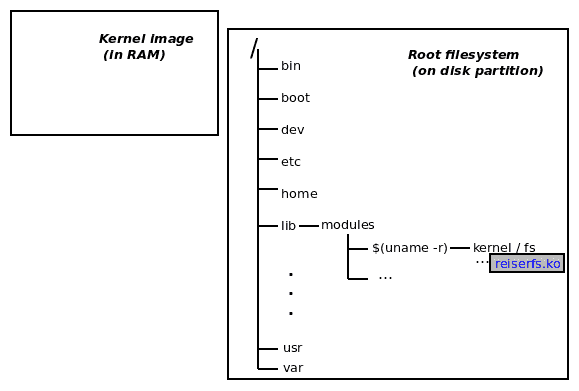 Kernel image
(in RAM)
/
Root filesystem
(on disk partition)
bin
boot
dev
etc
home
lib modules
$(uname -r) kernel / fs
... reiserfs.ko
...
.
.
.
usr
var